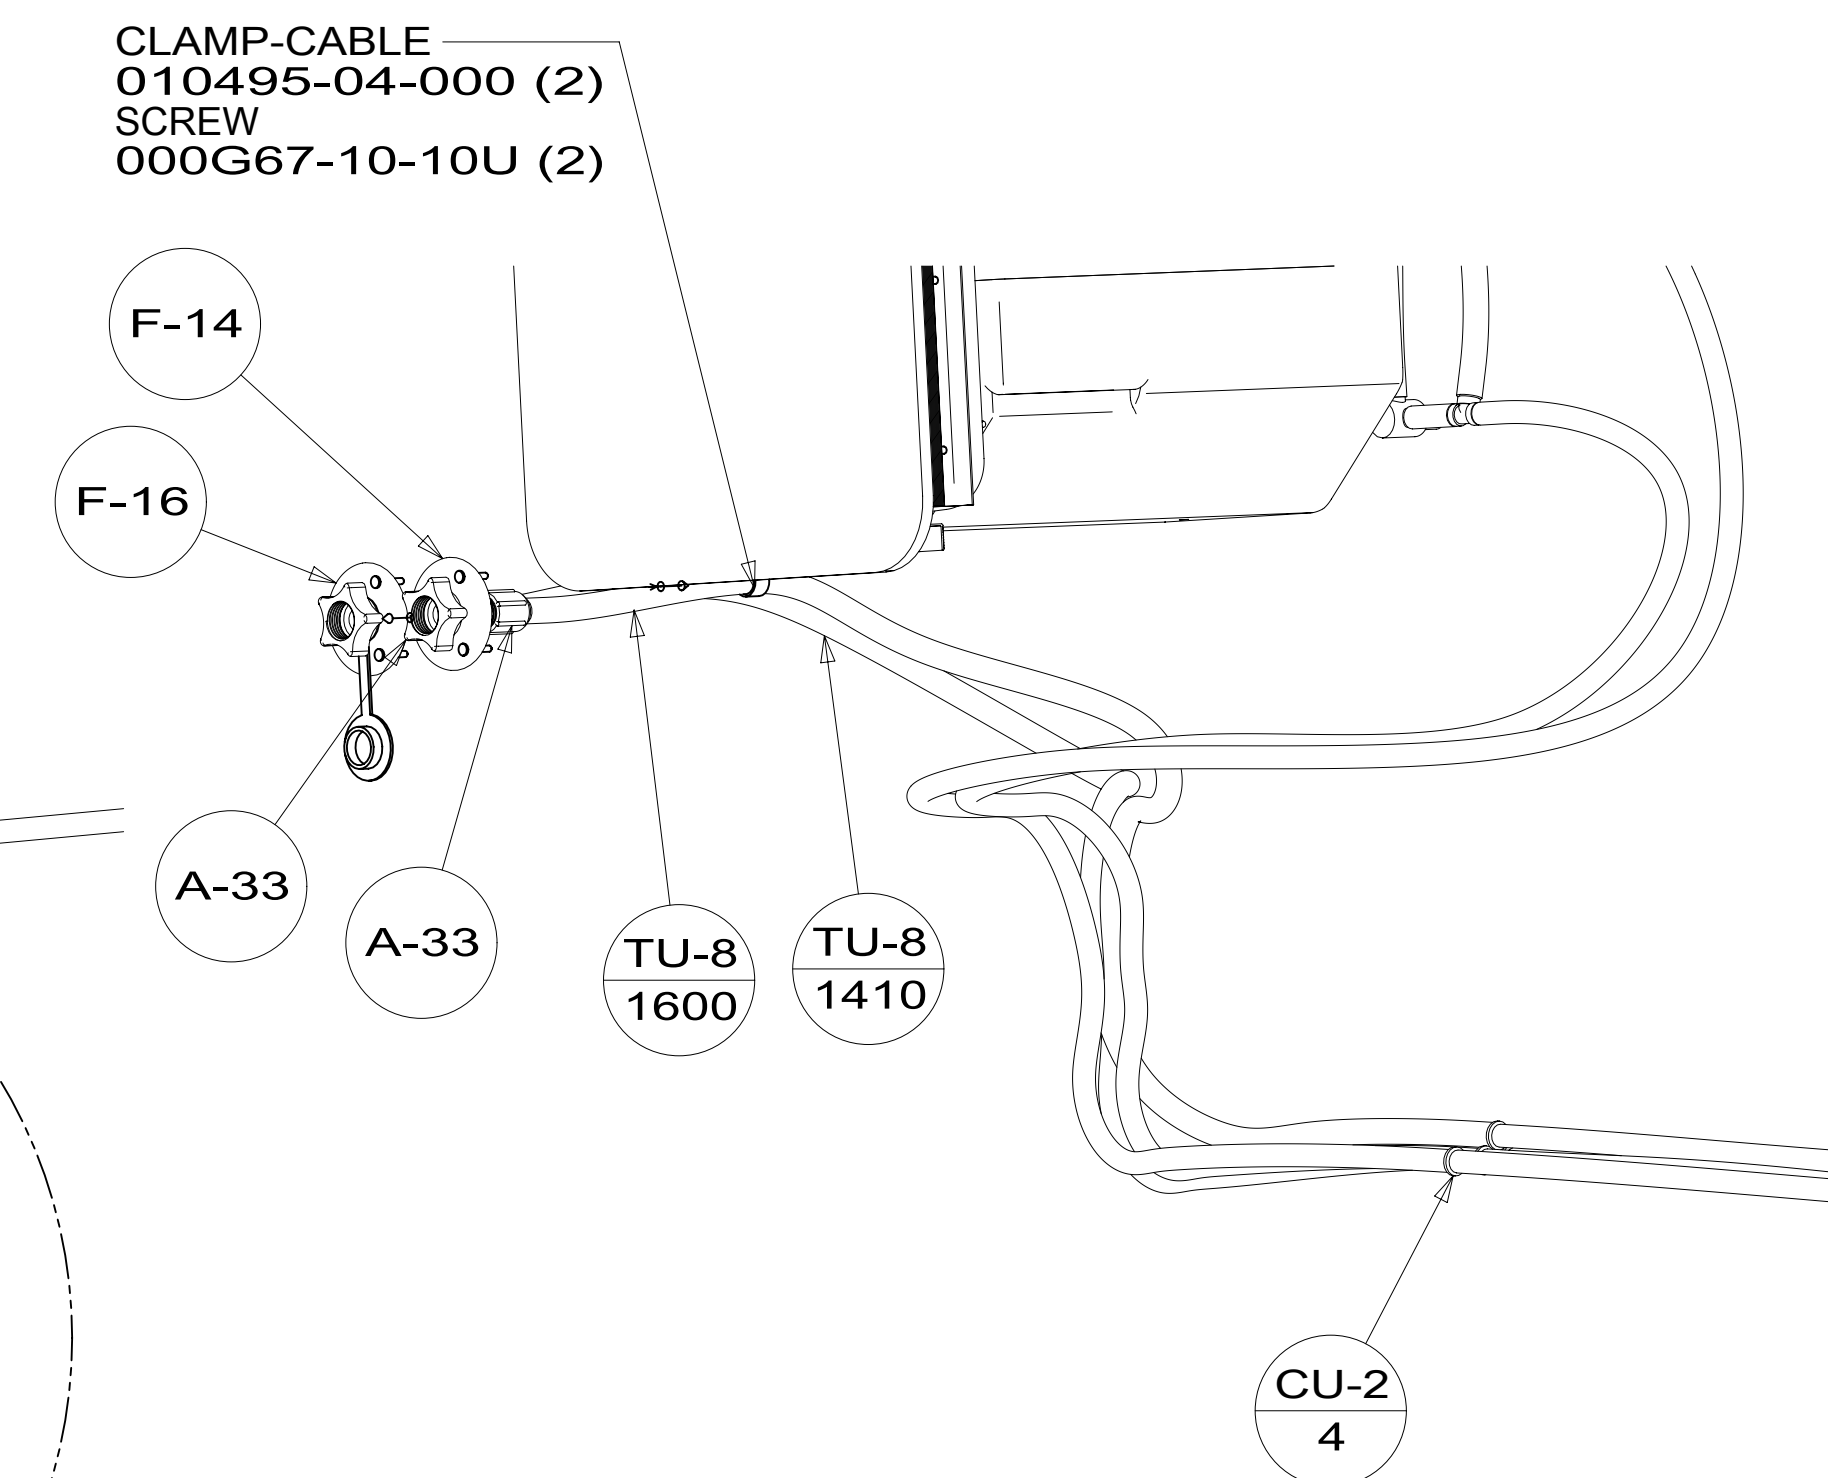 CLAMP-CABLE
010495-04-000 (2)
SCREW
000G67-10-10U (2)
F-14
F-16
A-33
A-33
TU-8
1600
TU-8
1410
CU-2
4